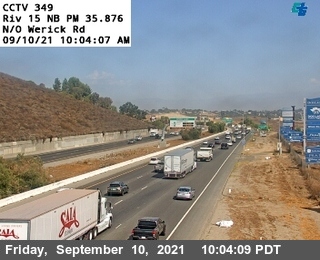 CCTV 349
Riv 15 NB PM 35.876
N/O Werick Rd
09/10/21 10:04:07 AM
SAIA
Friday, September 10, 2021 10:04:09 PDT